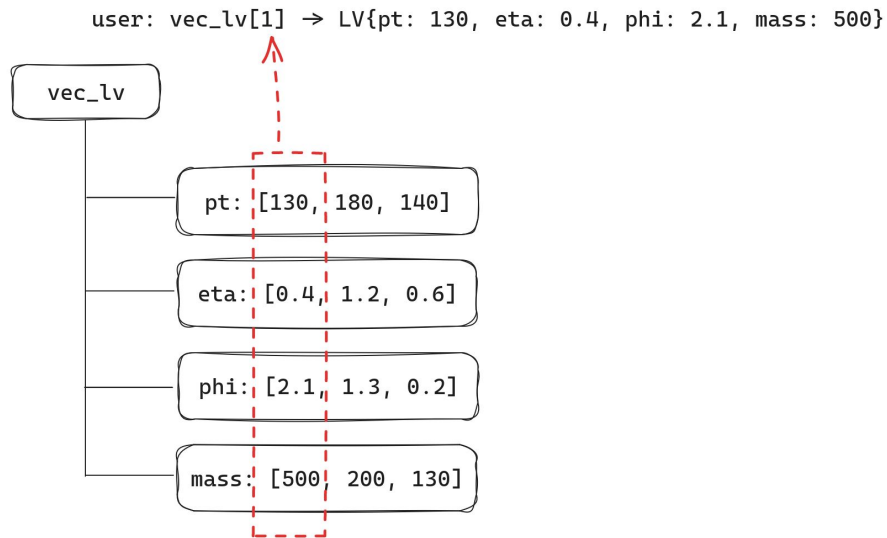 user: vec_lv[1] → LV{pt: 130, eta: 0.4, phi: 2.1, mass: 500}
vec_lv
pt: [130, 180, 140]
eta: [0.4, 1.2, 0.6]
phi: [2.1, 1.3, 0.2]
mass: [500, 200, 130]